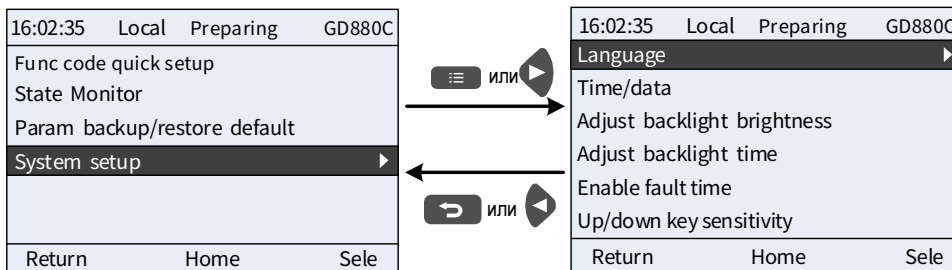 16:02:35 Local Preparing GD880C
Func code quick setup
State Monitor
Param backup/restore default
System setup
Return Home Sele
или
или
16:02:35 Local Preparing GD880C
Language
Time/data
Adjust backlight brightness
Adjust backlight time
Enable fault time
Up/down key sensitivity
Return Home Sele